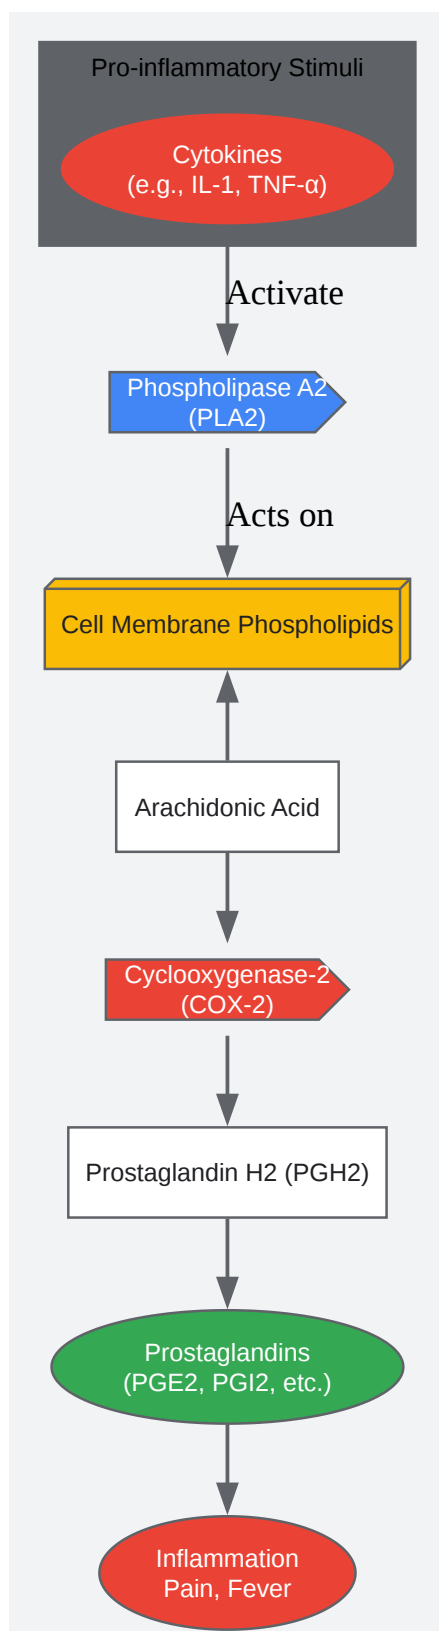 Pro-inflammatory Stimuli
Cytokines
(e.g., IL-1, TNF-α)
Activate
Phospholipase A2
(PLA2)
Acts on
Cell Membrane Phospholipids
Arachidonic Acid
Cyclooxygenase-2
(COX-2)
Prostaglandin H2 (PGH2)
Prostaglandins
(PGE2, PGI2, etc.)
Inflammation
Pain, Fever